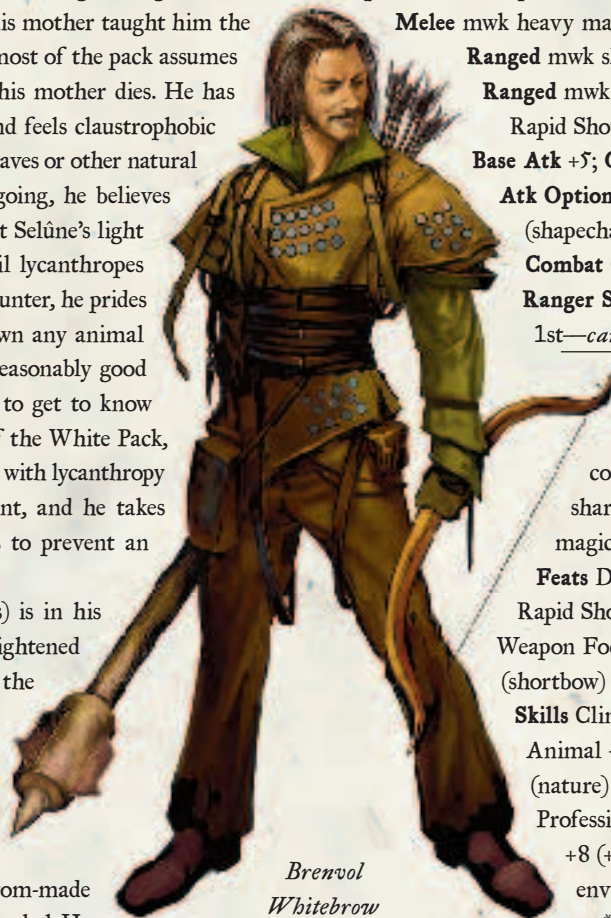 is mother taught him the
most of the pack assumes
his mother dies. He has
nd feels claustrophobic
aves or other natural
going, he believes
t Selûne's light
il lycanthropes
unter, he prides
wn any animal
easonably good
to get to know
f the White Pack,
with lycanthropy
nt, and he takes
to prevent an
s) is in his
ightened
the
om-made
Melee mwk heavy ma
Ranged mwk s
Ranged mwk
Rapid Sho
Base Atk +5; G
Atk Option
(shapecha
Combat
Ranger S
1st—ca
co
shar
magic
Feats D
Rapid Sho
Weapon Foc
(shortbow)
Skills Clim
Animal
(nature)
Professi
+8 (+
env
Brenvol
Whitebrow